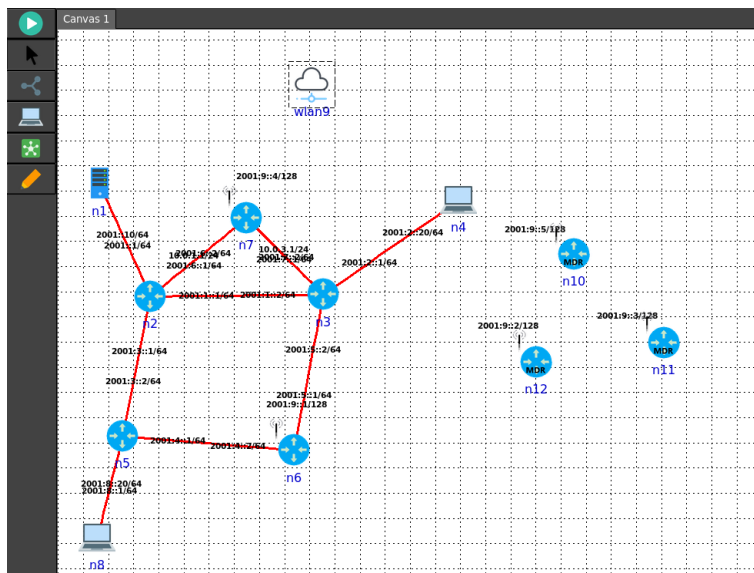 Canvas 1
wlan9
2001:9::4/128
n1
n7
n4
2001::10/64
2001::1/64
2001:6::1/64
10.0.3.1/24
2001:2::20/64
2001:2::1/64
2001:9::5/128
MDR
n10
2001:1::1/64
2001:1::2/64
n2
n3
2001:9::2/128
2001:9::3/128
MDR
n12
MDR
n11
2001:3::1/64
2001:3::2/64
2001:5::2/64
2001:5::1/64
2001:9::1/128
2001:4::1/64
2001:4::2/64
n5
n6
2001:8::20/64
2001:8::1/64
n8